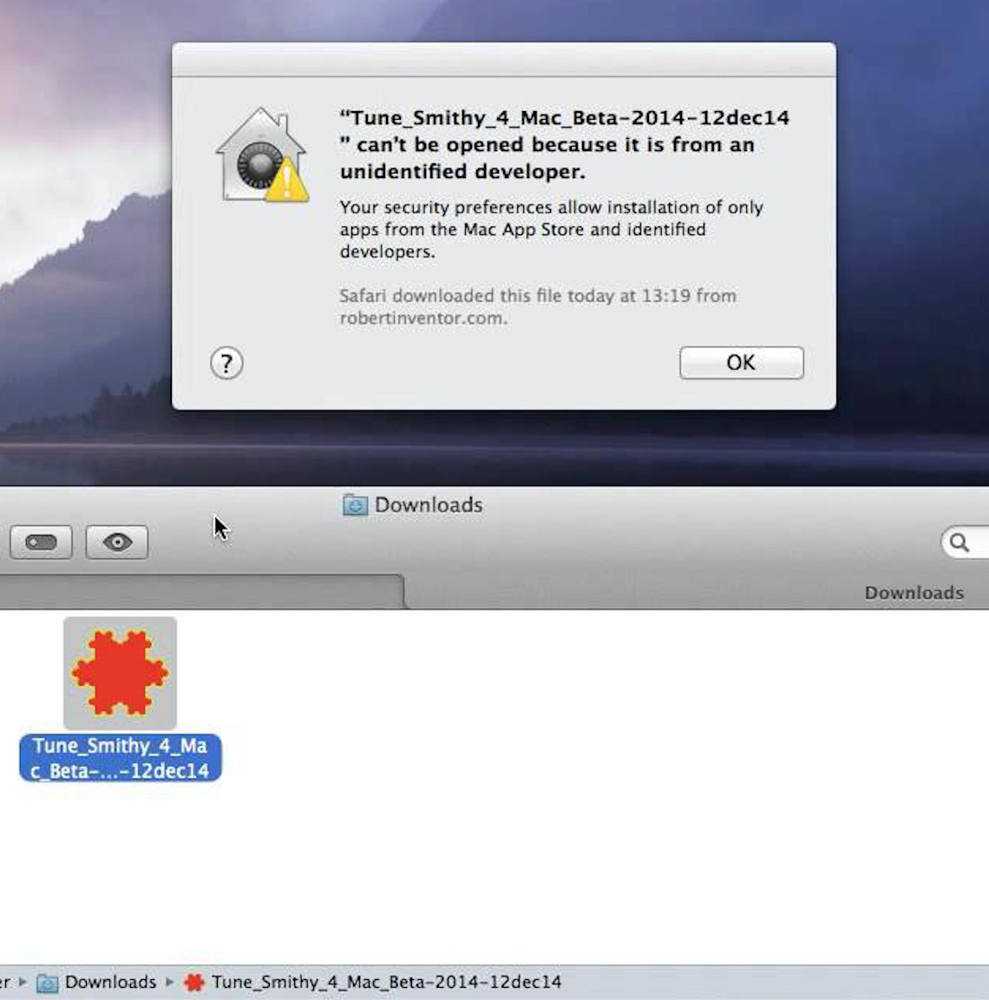 “Tune_Smithy_4_Mac_Beta-2014-12dec14
” can't be opened because it is from an
unidentified developer.
Your security preferences allow installation of only
apps from the Mac App Store and identified
developers.
Safari downloaded this file today at 13:19 from
robertinventor.com.
?
OK
Downloads
Downloads
Tune_Smithy_4_Ma
c_Beta-...-12dec14
er ▸ Downloads ▸ Tune_Smithy_4_Mac_Beta-2014-12dec14